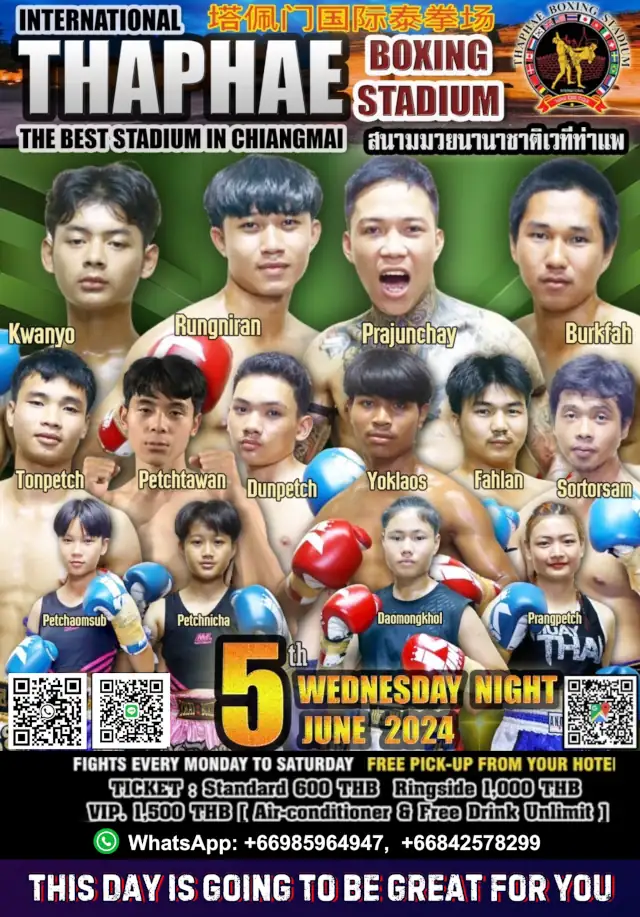 INTERNATIONAL
塔佩门国际泰拳场
THAPHAE
BOXING
STADIUM
THAPHAE BOXING STADIUM
THE BEST STADIUM IN CHIANGMAI
สนามมวยนานาชาติเวทีท่าแพ
Kwanyo
Rungniran
Prajunchay
Burkfah
Tonpetch
Petchtawan
Dunpetch
Yoklaos
Fahlan
Sortorsam
Petchaomsub
Petchnicha
Daomongkhol
Prangpetch
THAI
5th
WEDNESDAY NIGHT
JUNE 2024
FIGHTS EVERY MONDAY TO SATURDAY FREE PICK-UP FROM YOUR HOTEl
TICKET : Standard 600 THB Ringside 1,000 THB
VIP. 1,500 THB [ Air-conditioner & Free Drink Unlimit ]
WhatsApp: +66985964947, +66842578299
THIS DAY IS GOING TO BE GREAT FOR YOU